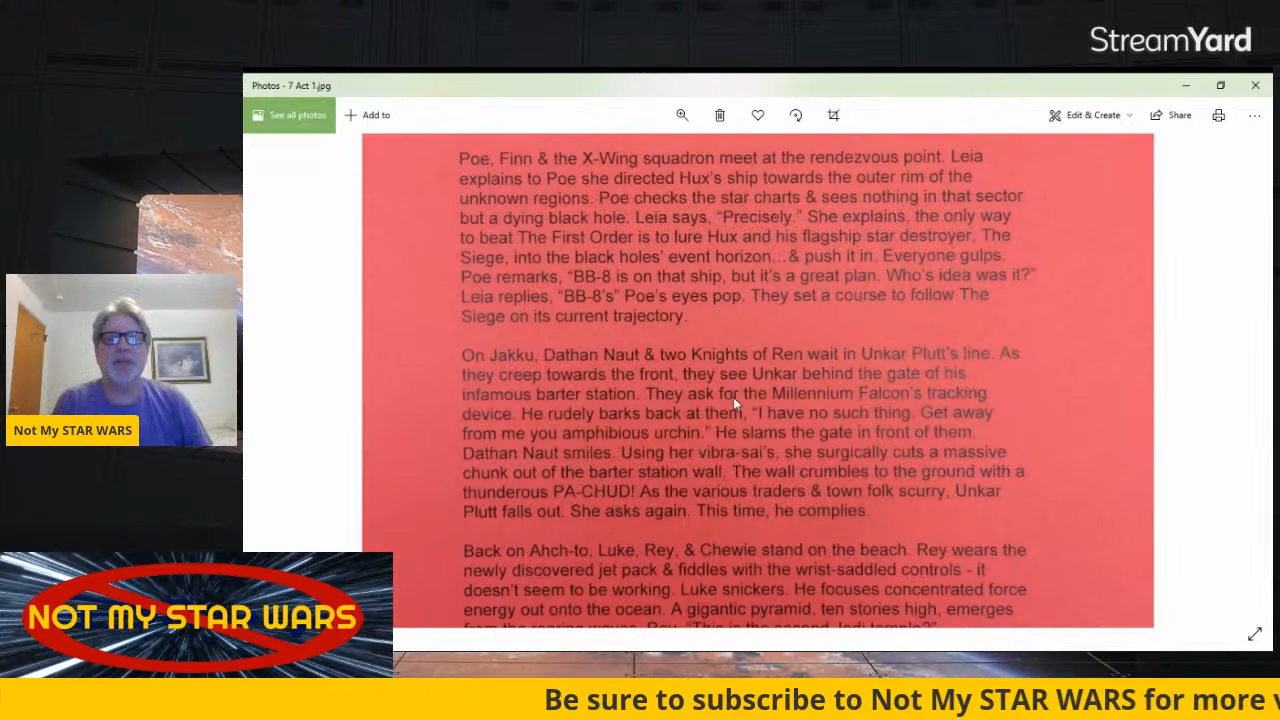 StreamYard
Photos - 7 Act 1.jpg
See all photos
Add to
Edit & Create
Share
Poe, Finn & the X-Wing squadron meet at the rendezvous point. Leia
explains to Poe she directed Hux's ship towards the outer rim of the
unknown regions. Poe checks the star charts & sees nothing in that sector
but a dying black hole. Leia says, “Precisely.” She explains, the only way
to beat The First Order is to lure Hux and his flagship star destroyer, The
Siege, into the black holes' event horizon...& push it in. Everyone gulps.
Poe remarks, “BB-8 is on that ship, but it's a great plan. Who's idea was it?”
Leia replies, “BB-8's” Poe's eyes pop. They set a course to follow The
Siege on its current trajectory.
On Jakku, Dathan Naut & two Knights of Ren wait in Unkar Plutt's line. As
they creep towards the front, they see Unkar behind the gate of his
infamous barter station. They ask for the Millennium Falcon's tracking
device. He rudely barks back at them, “I have no such thing. Get away
from me you amphibious urchin.” He slams the gate in front of them.
Dathan Naut smiles. Using her vibra-sai's, she surgically cuts a massive
chunk out of the barter station wall. The wall crumbles to the ground with a
thunderous PA-CHUD! As the various traders & town folk scurry, Unkar
Plutt falls out. She asks again. This time, he complies.
Back on Ahch-to, Luke, Rey, & Chewie stand on the beach. Rey wears the
newly discovered jet pack & fiddles with the wrist-saddled controls - it
doesn't seem to be working. Luke snickers. He focuses concentrated force
energy out onto the ocean. A gigantic pyramid, ten stories high, emerges
from the roaring waves. Rey, “This is the second Jedi temple?”
Not My STAR WARS
NOT MY STAR WARS
Be sure to subscribe to Not My STAR WARS for more